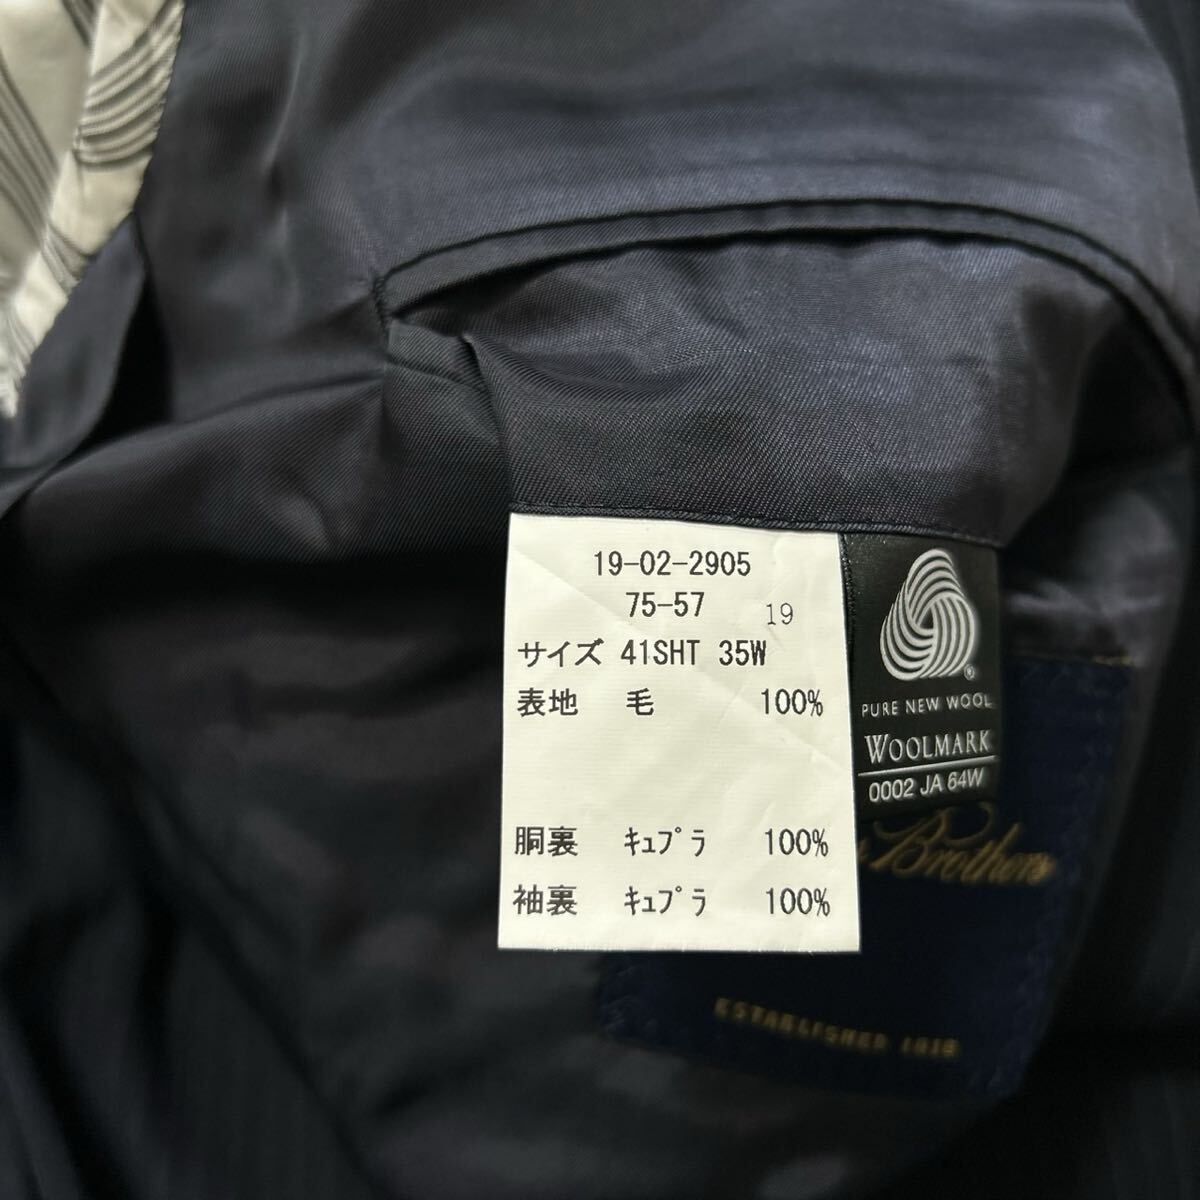 19-02-2905
75-57 19
サイズ 41SHT 35W
表地 毛 100%
胴裏 ｷｭﾌﾟﾗ 100%
袖裏 ｷｭﾌﾟﾗ 100%
®
PURE NEW WOOL
WOOLMARK
0002 JA 64W
Brothers
ESTABLISHED 1818